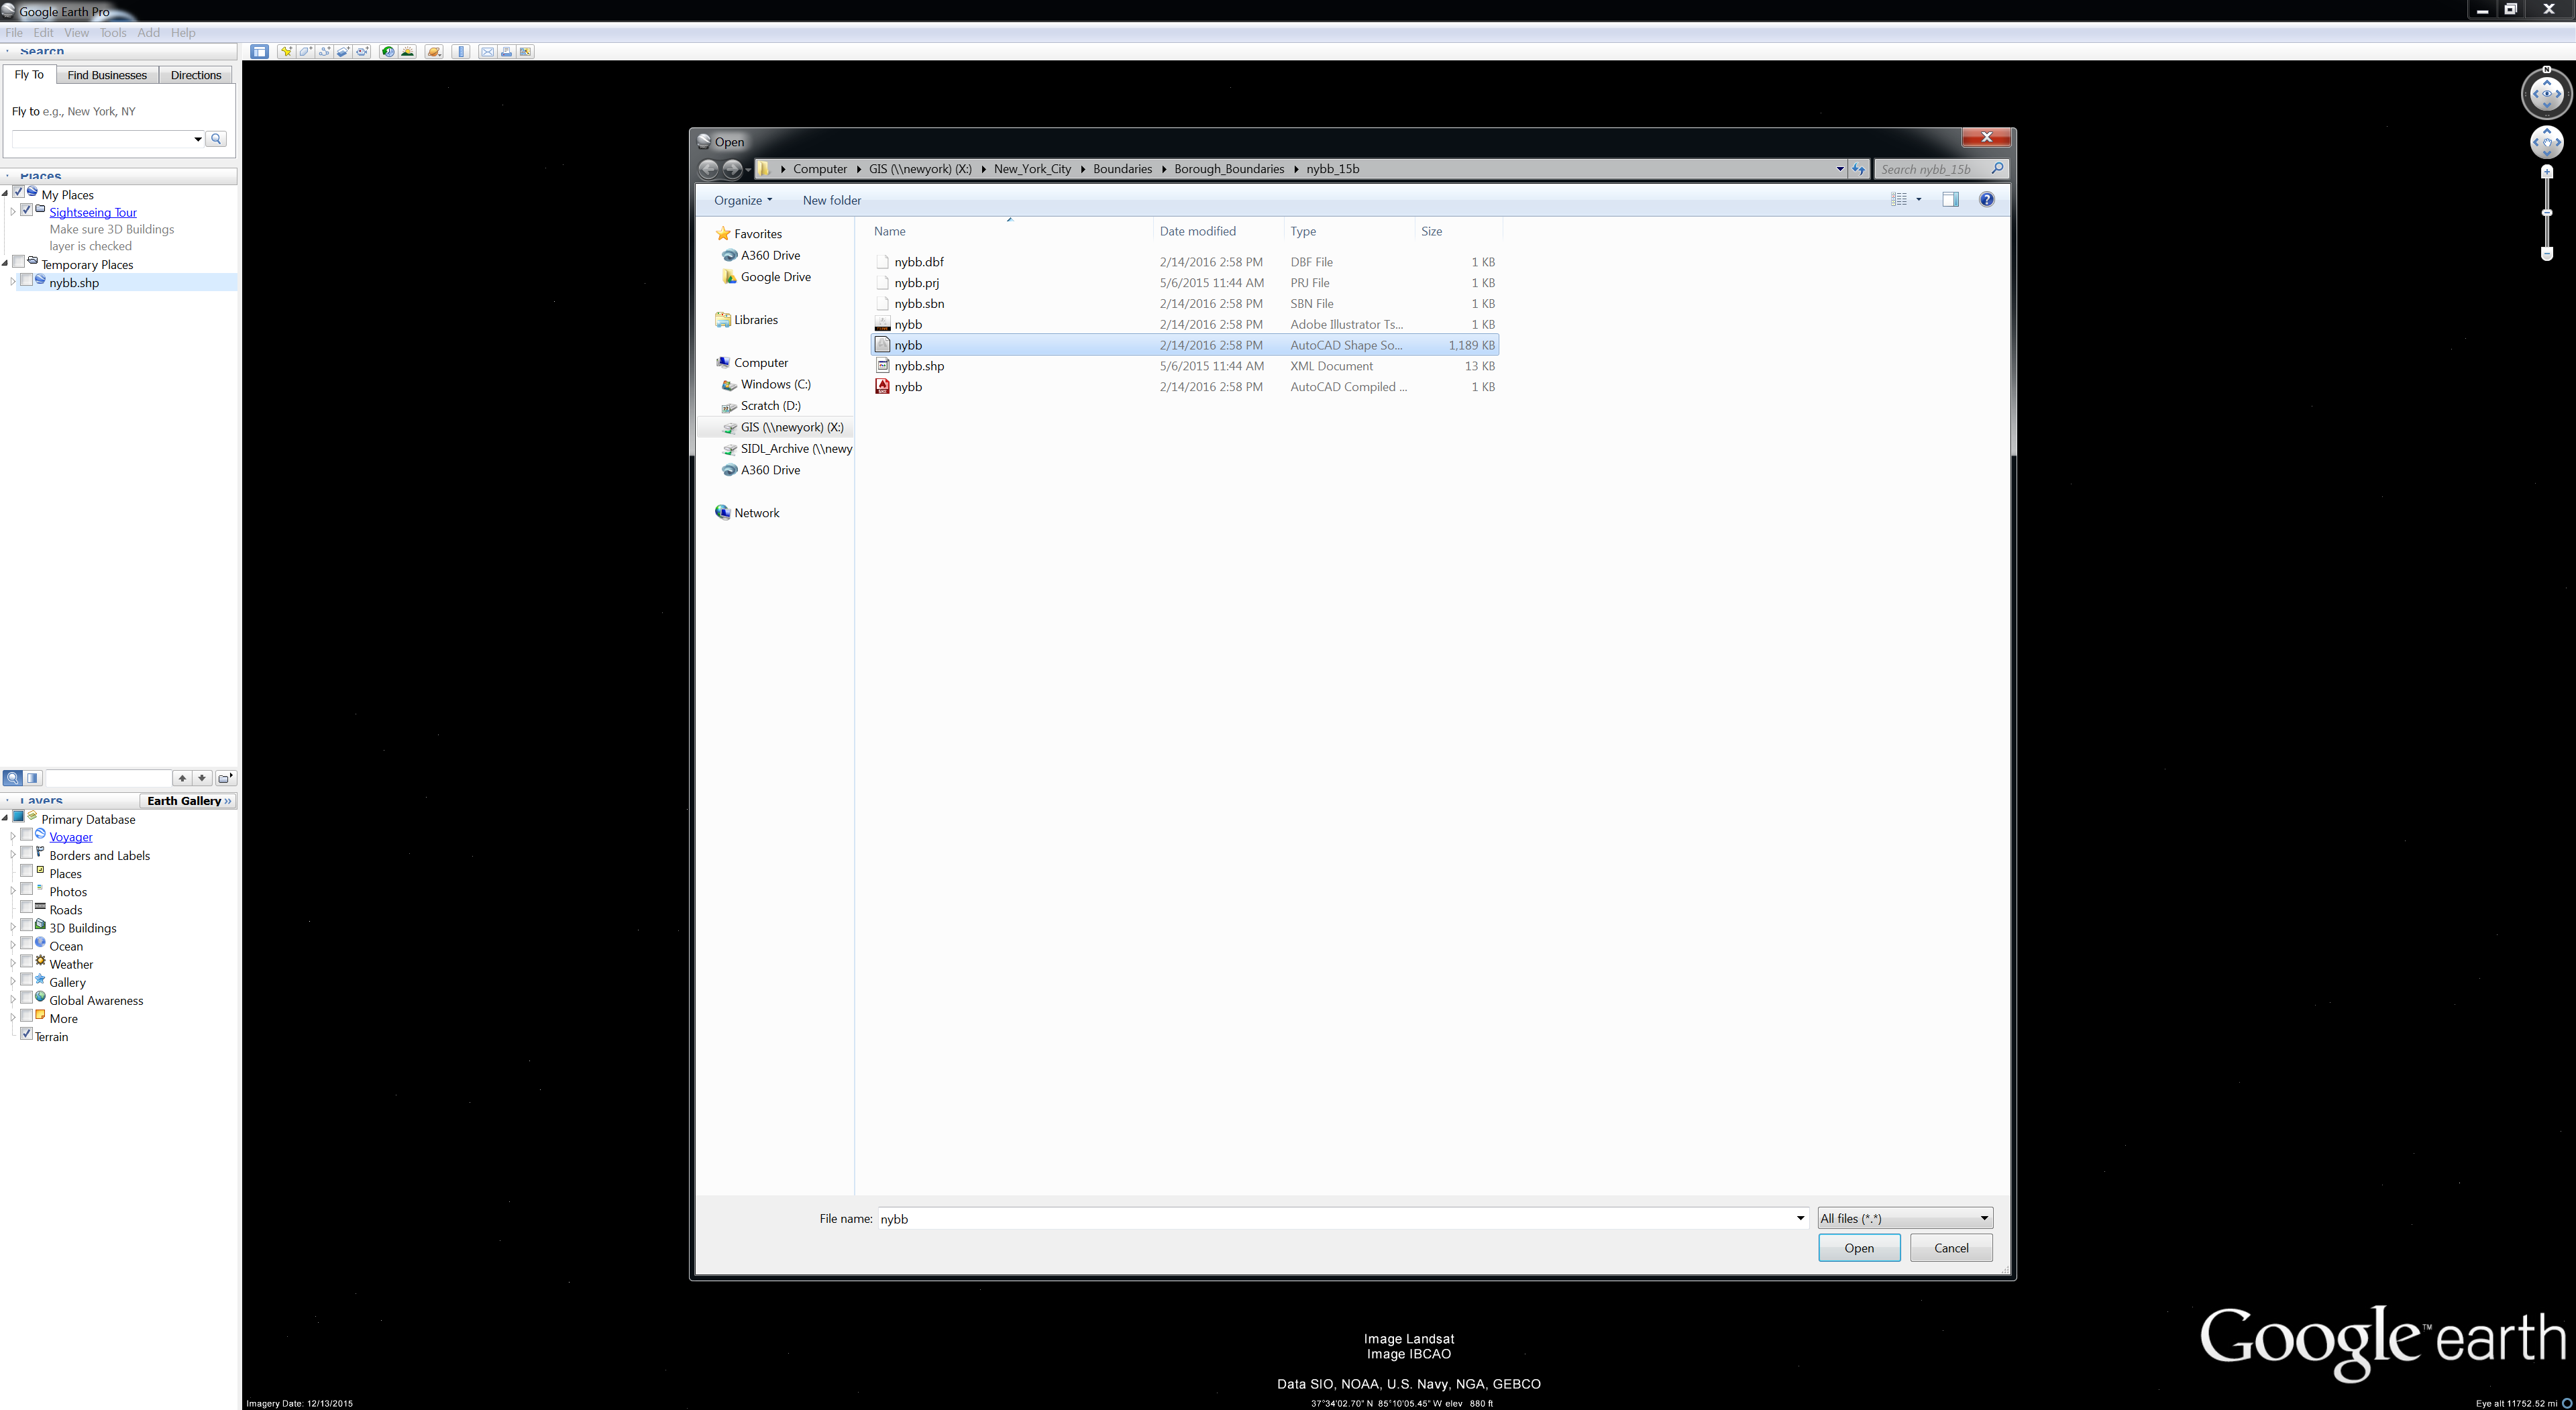 Google Earth Pro
File Edit View Tools Add Help
Search
Fly To Find Businesses Directions
Fly to e.g., New York, NY
Places
My Places
Sightseeing Tour
Make sure 3D Buildings
layer is checked
Temporary Places
nybb.shp
Layers Earth Gallery »
Primary Database
Voyager
Borders and Labels
Places
Photos
Roads
3D Buildings
Ocean
Weather
Gallery
Global Awareness
More
Terrain
Open
Computer GIS (\\newyork) (X:) New_York_City Boundaries Borough_Boundaries nybb_15b Search nybb_15b
Organize New folder
Favorites
A360 Drive
Google Drive
Libraries
Computer
Windows (C:)
Scratch (D:)
GIS (\\newyork) (X:)
SIDL_Archive (\\newy
A360 Drive
Network
Name Date modified Type Size
nybb.dbf 2/14/2016 2:58 PM DBF File 1 KB
nybb.prj 5/6/2015 11:44 AM PRJ File 1 KB
nybb.sbn 2/14/2016 2:58 PM SBN File 1 KB
nybb 2/14/2016 2:58 PM Adobe Illustrator Ts... 1 KB
nybb 2/14/2016 2:58 PM AutoCAD Shape So... 1,189 KB
nybb.shp 5/6/2015 11:44 AM XML Document 13 KB
nybb 2/14/2016 2:58 PM AutoCAD Compiled ... 1 KB
File name: nybb All files (*.*)
Open Cancel
N
Image Landsat
Image IBCAO
Data SIO, NOAA, U.S. Navy, NGA, GEBCO
Google™ earth
Imagery Date: 12/13/2015 37°34'02.70" N 85°10'05.45" W elev 880 ft Eye alt 11752.52 mi